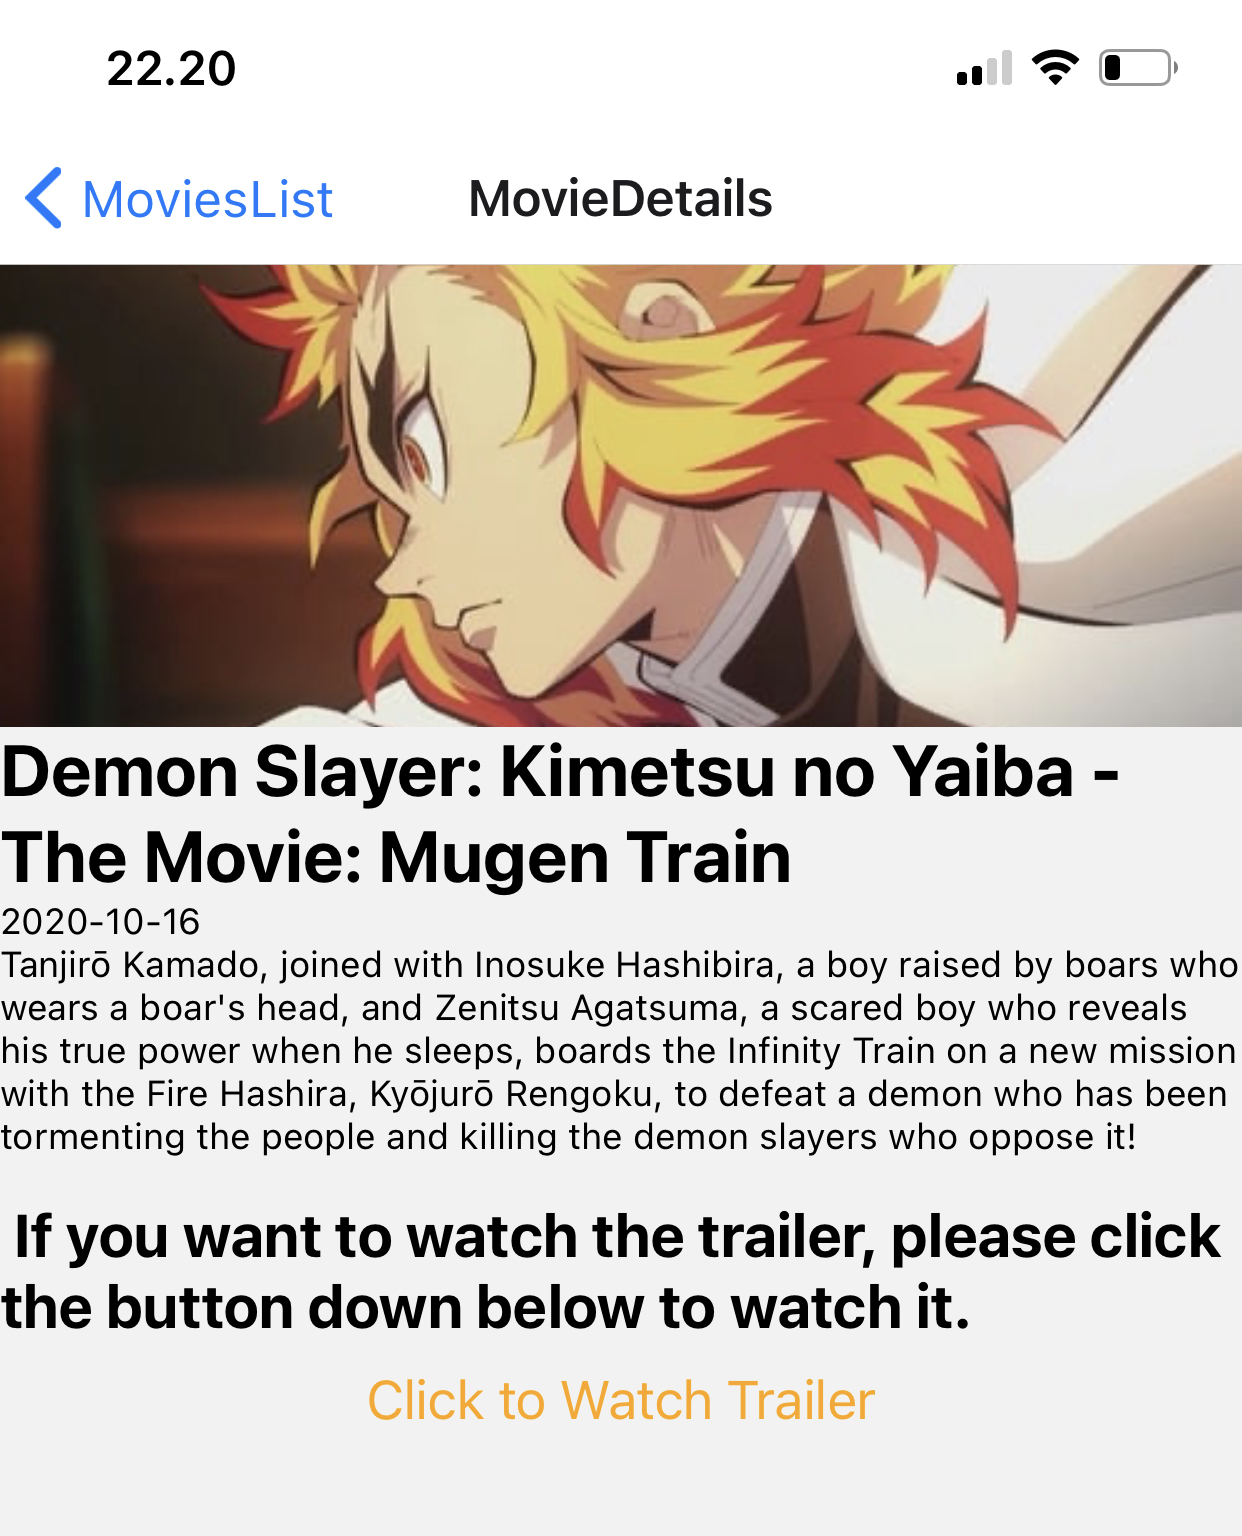 22.20
MoviesList
MovieDetails
Demon Slayer: Kimetsu no Yaiba -
The Movie: Mugen Train
2020-10-16
Tanjirō Kamado, joined with Inosuke Hashibira, a boy raised by boars who
wears a boar's head, and Zenitsu Agatsuma, a scared boy who reveals
his true power when he sleeps, boards the Infinity Train on a new mission
with the Fire Hashira, Kyōjurō Rengoku, to defeat a demon who has been
tormenting the people and killing the demon slayers who oppose it!
If you want to watch the trailer, please click
the button down below to watch it.
Click to Watch Trailer